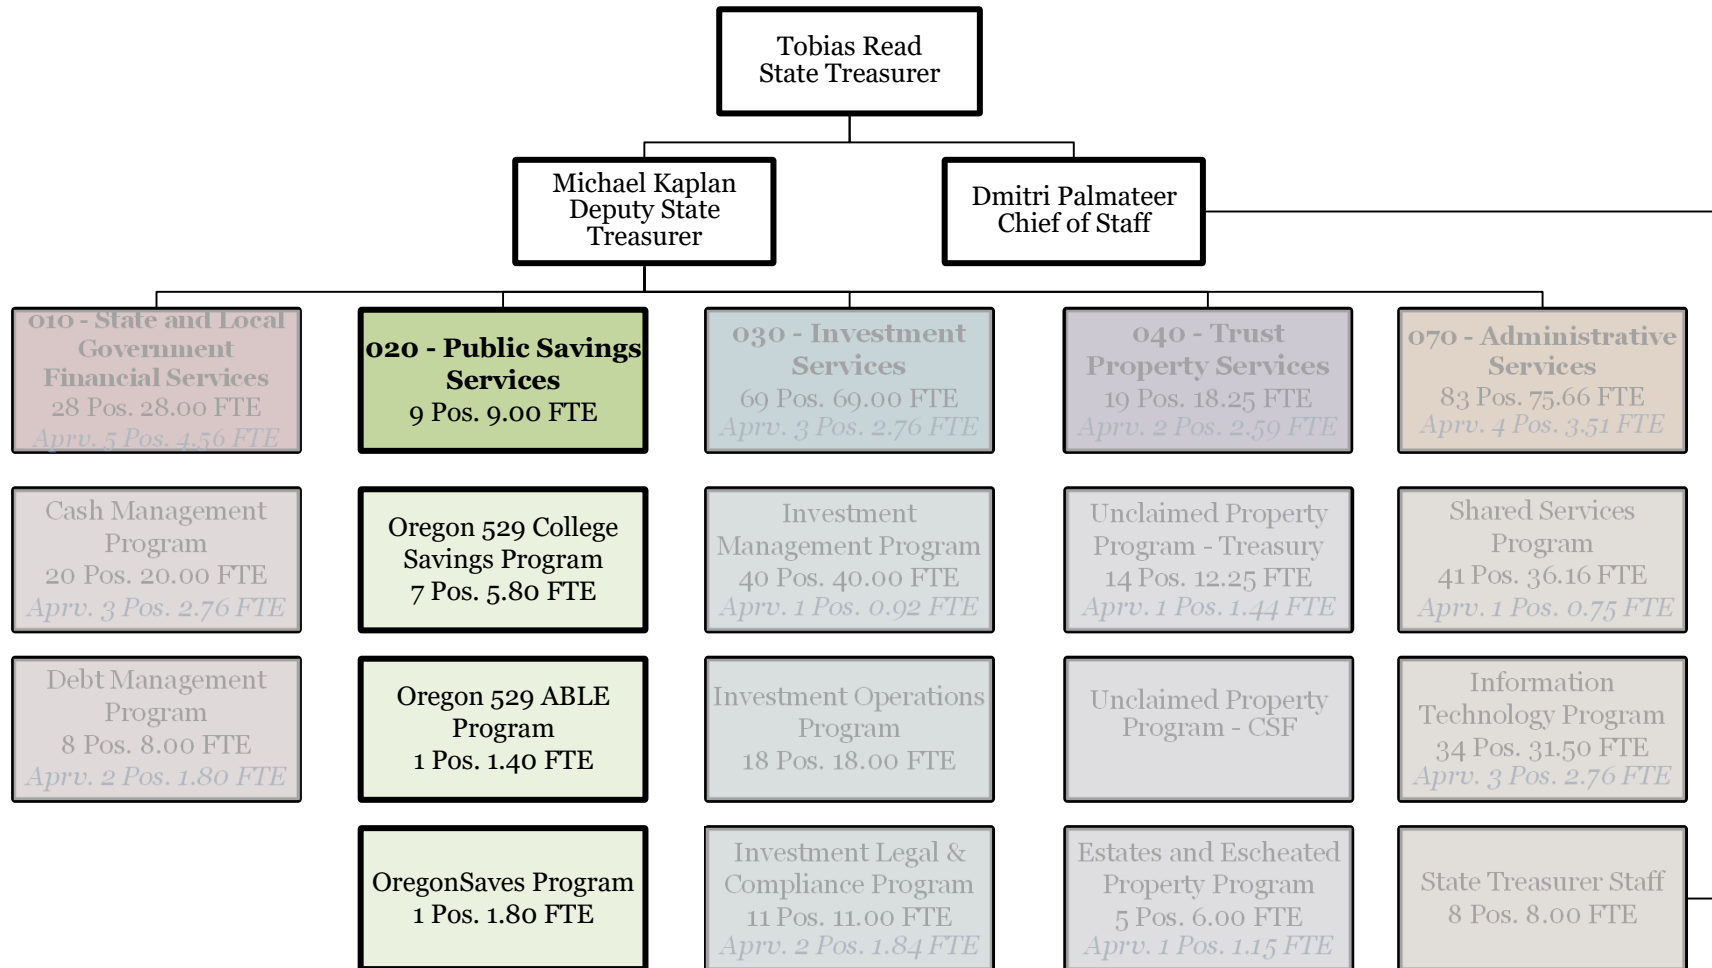 Tobias Read
State Treasurer
Michael Kaplan
Deputy State
Treasurer
Dmitri Palmateer
Chief of Staff
010 - State and Local
Government
Financial Services
28 Pos. 28.00 FTE
Aprv. 5 Pos. 4.56 FTE
020 - Public Savings
Services
9 Pos. 9.00 FTE
030 - Investment
Services
69 Pos. 69.00 FTE
Aprv. 3 Pos. 2.76 FTE
040 - Trust
Property Services
19 Pos. 18.25 FTE
Aprv. 2 Pos. 2.59 FTE
070 - Administrative
Services
83 Pos. 75.66 FTE
Aprv. 4 Pos. 3.51 FTE
Cash Management
Program
20 Pos. 20.00 FTE
Aprv. 3 Pos. 2.76 FTE
Oregon 529 College
Savings Program
7 Pos. 5.80 FTE
Investment
Management Program
40 Pos. 40.00 FTE
Aprv. 1 Pos. 0.92 FTE
Unclaimed Property
Program - Treasury
14 Pos. 12.25 FTE
Aprv. 1 Pos. 1.44 FTE
Shared Services
Program
41 Pos. 36.16 FTE
Aprv. 1 Pos. 0.75 FTE
Debt Management
Program
8 Pos. 8.00 FTE
Aprv. 2 Pos. 1.80 FTE
Oregon 529 ABLE
Program
1 Pos. 1.40 FTE
Investment Operations
Program
18 Pos. 18.00 FTE
Unclaimed Property
Program - CSF
Information
Technology Program
34 Pos. 31.50 FTE
Aprv. 3 Pos. 2.76 FTE
OregonSaves Program
1 Pos. 1.80 FTE
Investment Legal &
Compliance Program
11 Pos. 11.00 FTE
Aprv. 2 Pos. 1.84 FTE
Estates and Escheated
Property Program
5 Pos. 6.00 FTE
Aprv. 1 Pos. 1.15 FTE
State Treasurer Staff
8 Pos. 8.00 FTE